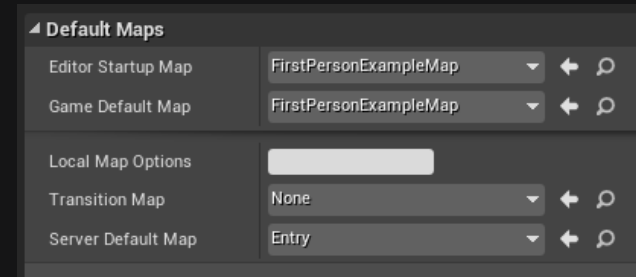 Default Maps
Editor Startup Map FirstPersonExampleMap
Game Default Map FirstPersonExampleMap
Local Map Options
Transition Map None
Server Default Map Entry